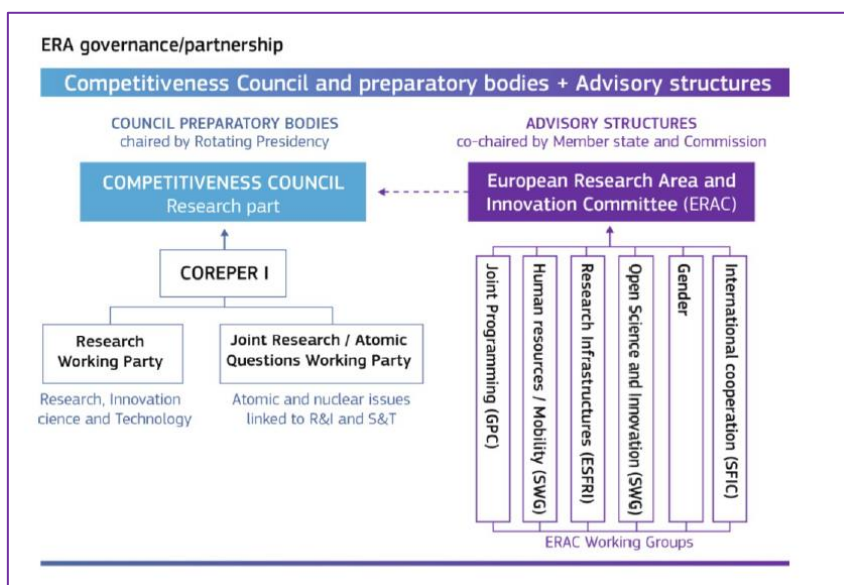 ERA governance/partnership
Competitiveness Council and preparatory bodies + Advisory structures
COUNCIL PREPARATORY BODIES
chaired by Rotating Presidency
COMPETITIVENESS COUNCIL
Research part
COREPER I
Research
Working Party
Research, Innovation
cience and Technology
Joint Research / Atomic
Questions Working Party
Atomic and nuclear issues
linked to R&I and S&T
ADVISORY STRUCTURES
co-chaired by Member state and Commission
European Research Area and
Innovation Committee (ERAC)
Joint Programming (GPC)
Human resources / Mobility (SWG)
Research Infrastructures (ESFRI)
Open Science and Innovation (SWG)
Gender
International cooperation (SFIC)
ERAC Working Groups